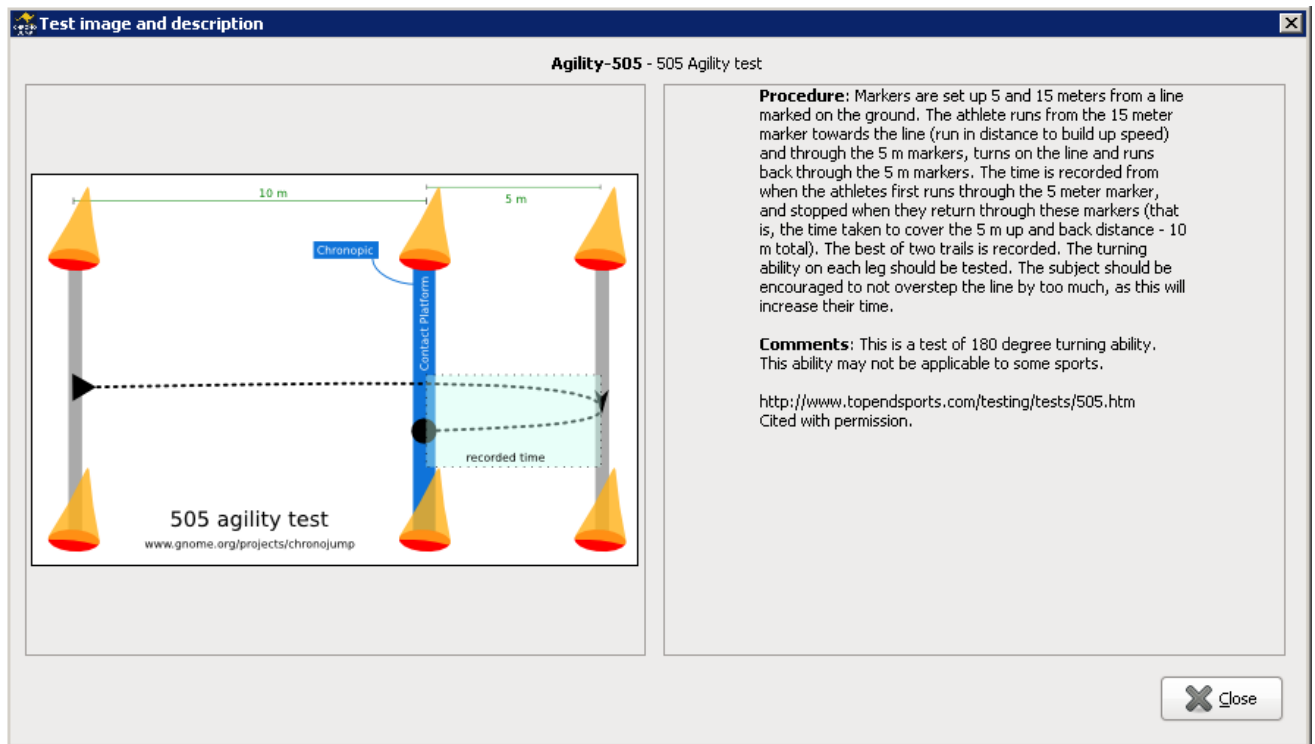 Test image and description
Agility-505 - 505 Agility test
10 m
5 m
Chronopic
Contact Platform
recorded time
505 agility test
www.gnome.org/projects/chronojump
Procedure: Markers are set up 5 and 15 meters from a line
marked on the ground. The athlete runs from the 15 meter
marker towards the line (run in distance to build up speed)
and through the 5 m markers, turns on the line and runs
back through the 5 m markers. The time is recorded from
when the athletes first runs through the 5 meter marker,
and stopped when they return through these markers (that
is, the time taken to cover the 5 m up and back distance - 10
m total). The best of two trails is recorded. The turning
ability on each leg should be tested. The subject should be
encouraged to not overstep the line by too much, as this will
increase their time.
Comments: This is a test of 180 degree turning ability.
This ability may not be applicable to some sports.
http://www.topendsports.com/testing/tests/505.htm
Cited with permission.
Close